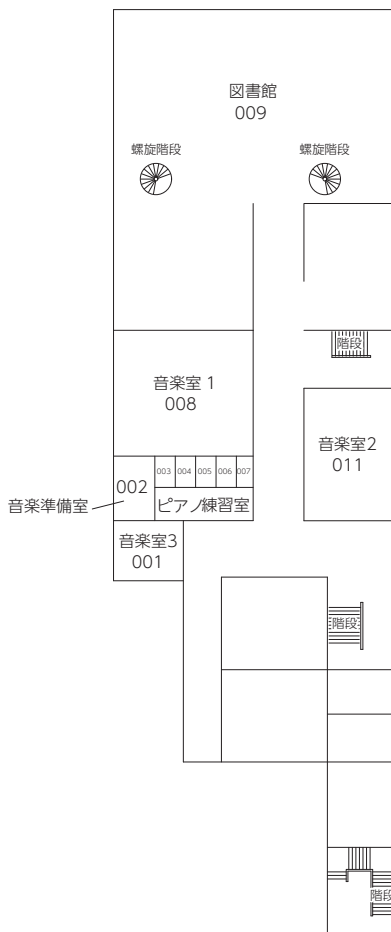 図書館
009
螺旋階段
螺旋階段
階段
音楽室 1
008
音楽室2
011
003
004
005
006
007
002
音楽準備室
ピアノ練習室
音楽室3
001
階段
階段